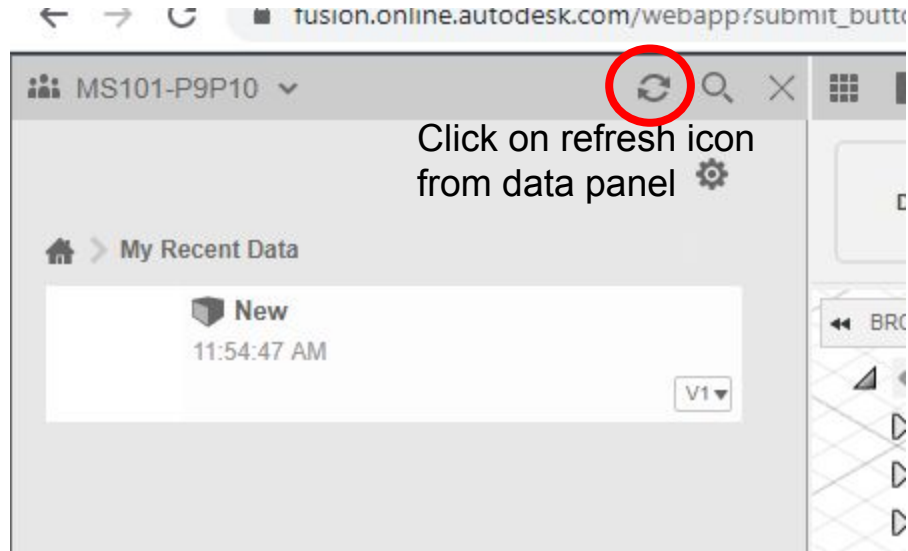 fusion.online.autodesk.com/webapp?submit_butto
MS101-P9P10
Click on refresh icon
from data panel
My Recent Data
New
11:54:47 AM
V1
BRO